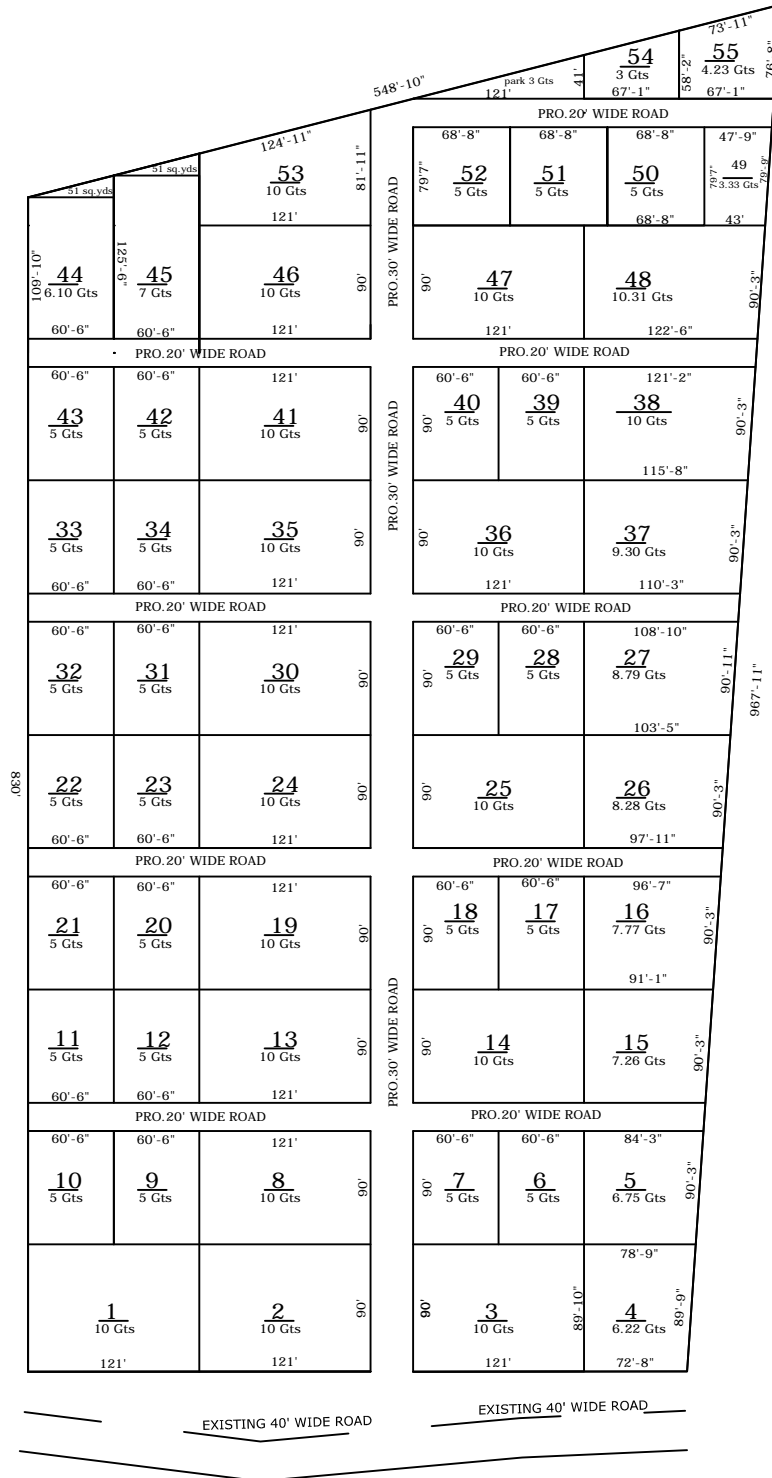 73'-11"
54
3 Gts
55
4.23 Gts
58'-2"
76'-8"
548'-10"
park 3 Gts
41'
121'
67'-1"
67'-1"
PRO.20' WIDE ROAD
124'-11"
68'-8"
68'-8"
68'-8"
47'-9"
51 sq.yds
53
10 Gts
81'-11"
79'7"
52
5 Gts
51
5 Gts
50
5 Gts
79'7"
49
3.33 Gts
79'-9"
51 sq.yds
121'
68'-8"
43'
PRO.30' WIDE ROAD
109'-10"
44
6.10 Gts
125'-6"
45
7 Gts
46
10 Gts
90'
90'
47
10 Gts
48
10.31 Gts
90'-3"
60'-6"
60'-6"
121'
121'
122'-6"
PRO.20' WIDE ROAD
PRO.20' WIDE ROAD
60'-6"
60'-6"
121'
60'-6"
60'-6"
121'-2"
43
5 Gts
42
5 Gts
41
10 Gts
90'
90'
40
5 Gts
39
5 Gts
38
10 Gts
90'-3"
PRO.30' WIDE ROAD
115'-8"
33
5 Gts
34
5 Gts
35
10 Gts
90'
90'
36
10 Gts
37
9.30 Gts
90'-3"
60'-6"
60'-6"
121'
121'
110'-3"
PRO.20' WIDE ROAD
PRO.20' WIDE ROAD
60'-6"
60'-6"
121'
60'-6"
60'-6"
108'-10"
32
5 Gts
31
5 Gts
30
10 Gts
90'
90'
29
5 Gts
28
5 Gts
27
8.79 Gts
90'-11"
967'-11"
103'-5"
830'
22
5 Gts
23
5 Gts
24
10 Gts
90'
90'
25
10 Gts
26
8.28 Gts
90'-3"
60'-6"
60'-6"
121'
97'-11"
PRO.20' WIDE ROAD
PRO.20' WIDE ROAD
60'-6"
60'-6"
121'
60'-6"
60'-6"
96'-7"
21
5 Gts
20
5 Gts
19
10 Gts
90'
90'
18
5 Gts
17
5 Gts
16
7.77 Gts
90'-3"
91'-1"
PRO.30' WIDE ROAD
11
5 Gts
12
5 Gts
13
10 Gts
90'
90'
14
10 Gts
15
7.26 Gts
90'-3"
60'-6"
60'-6"
121'
PRO.20' WIDE ROAD
PRO.20' WIDE ROAD
60'-6"
60'-6"
121'
60'-6"
60'-6"
84'-3"
10
5 Gts
9
5 Gts
8
10 Gts
90'
90'
7
5 Gts
6
5 Gts
5
6.75 Gts
90'-3"
78'-9"
1
10 Gts
2
10 Gts
90'
90'
3
10 Gts
89'-10"
4
6.22 Gts
89'-9"
121'
121'
121'
72'-8"
EXISTING 40' WIDE ROAD
EXISTING 40' WIDE ROAD